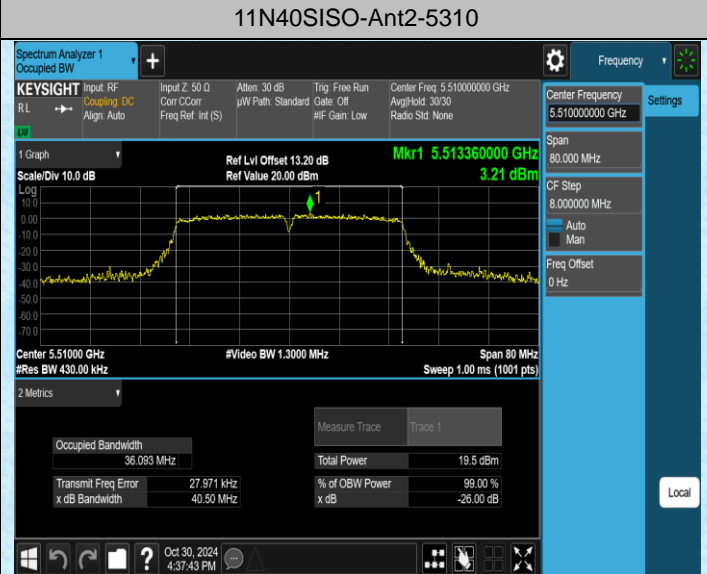 11N40SISO-Ant2-5310
Spectrum Analyzer 1
Occupied BW
Frequency
KEYSIGHT
RL
LU
Input: RF
Coupling: DC
Align: Auto
Input Z: 50 Ω
Corr CCorr
Freq Ref: Int (S)
Atten: 30 dB
µW Path: Standard
Trig: Free Run
Gate: Off
#IF Gain: Low
Center Freq: 5.510000000 GHz
Avg|Hold: 30/30
Radio Std: None
Center Frequency
5.510000000 GHz
Settings
Span
80.000 MHz
CF Step
8.000000 MHz
Auto
Man
Freq Offset
0 Hz
Local
1 Graph
Scale/Div 10.0 dB
Ref Lvl Offset 13.20 dB
Ref Value 20.00 dBm
Mkr1 5.513360000 GHz
3.21 dBm
Log
10.0
0.00
-10.0
-20.0
-30.0
-40.0
-50.0
-60.0
-70.0
1
Center 5.51000 GHz
#Res BW 430.00 kHz
#Video BW 1.3000 MHz
Span 80 MHz
Sweep 1.00 ms (1001 pts)
2 Metrics
Measure Trace Trace 1
Occupied Bandwidth
36.093 MHz
Total Power 19.5 dBm
Transmit Freq Error 27.971 kHz
% of OBW Power 99.00 %
x dB Bandwidth 40.50 MHz
x dB -26.00 dB
Oct 30, 2024
4:37:43 PM